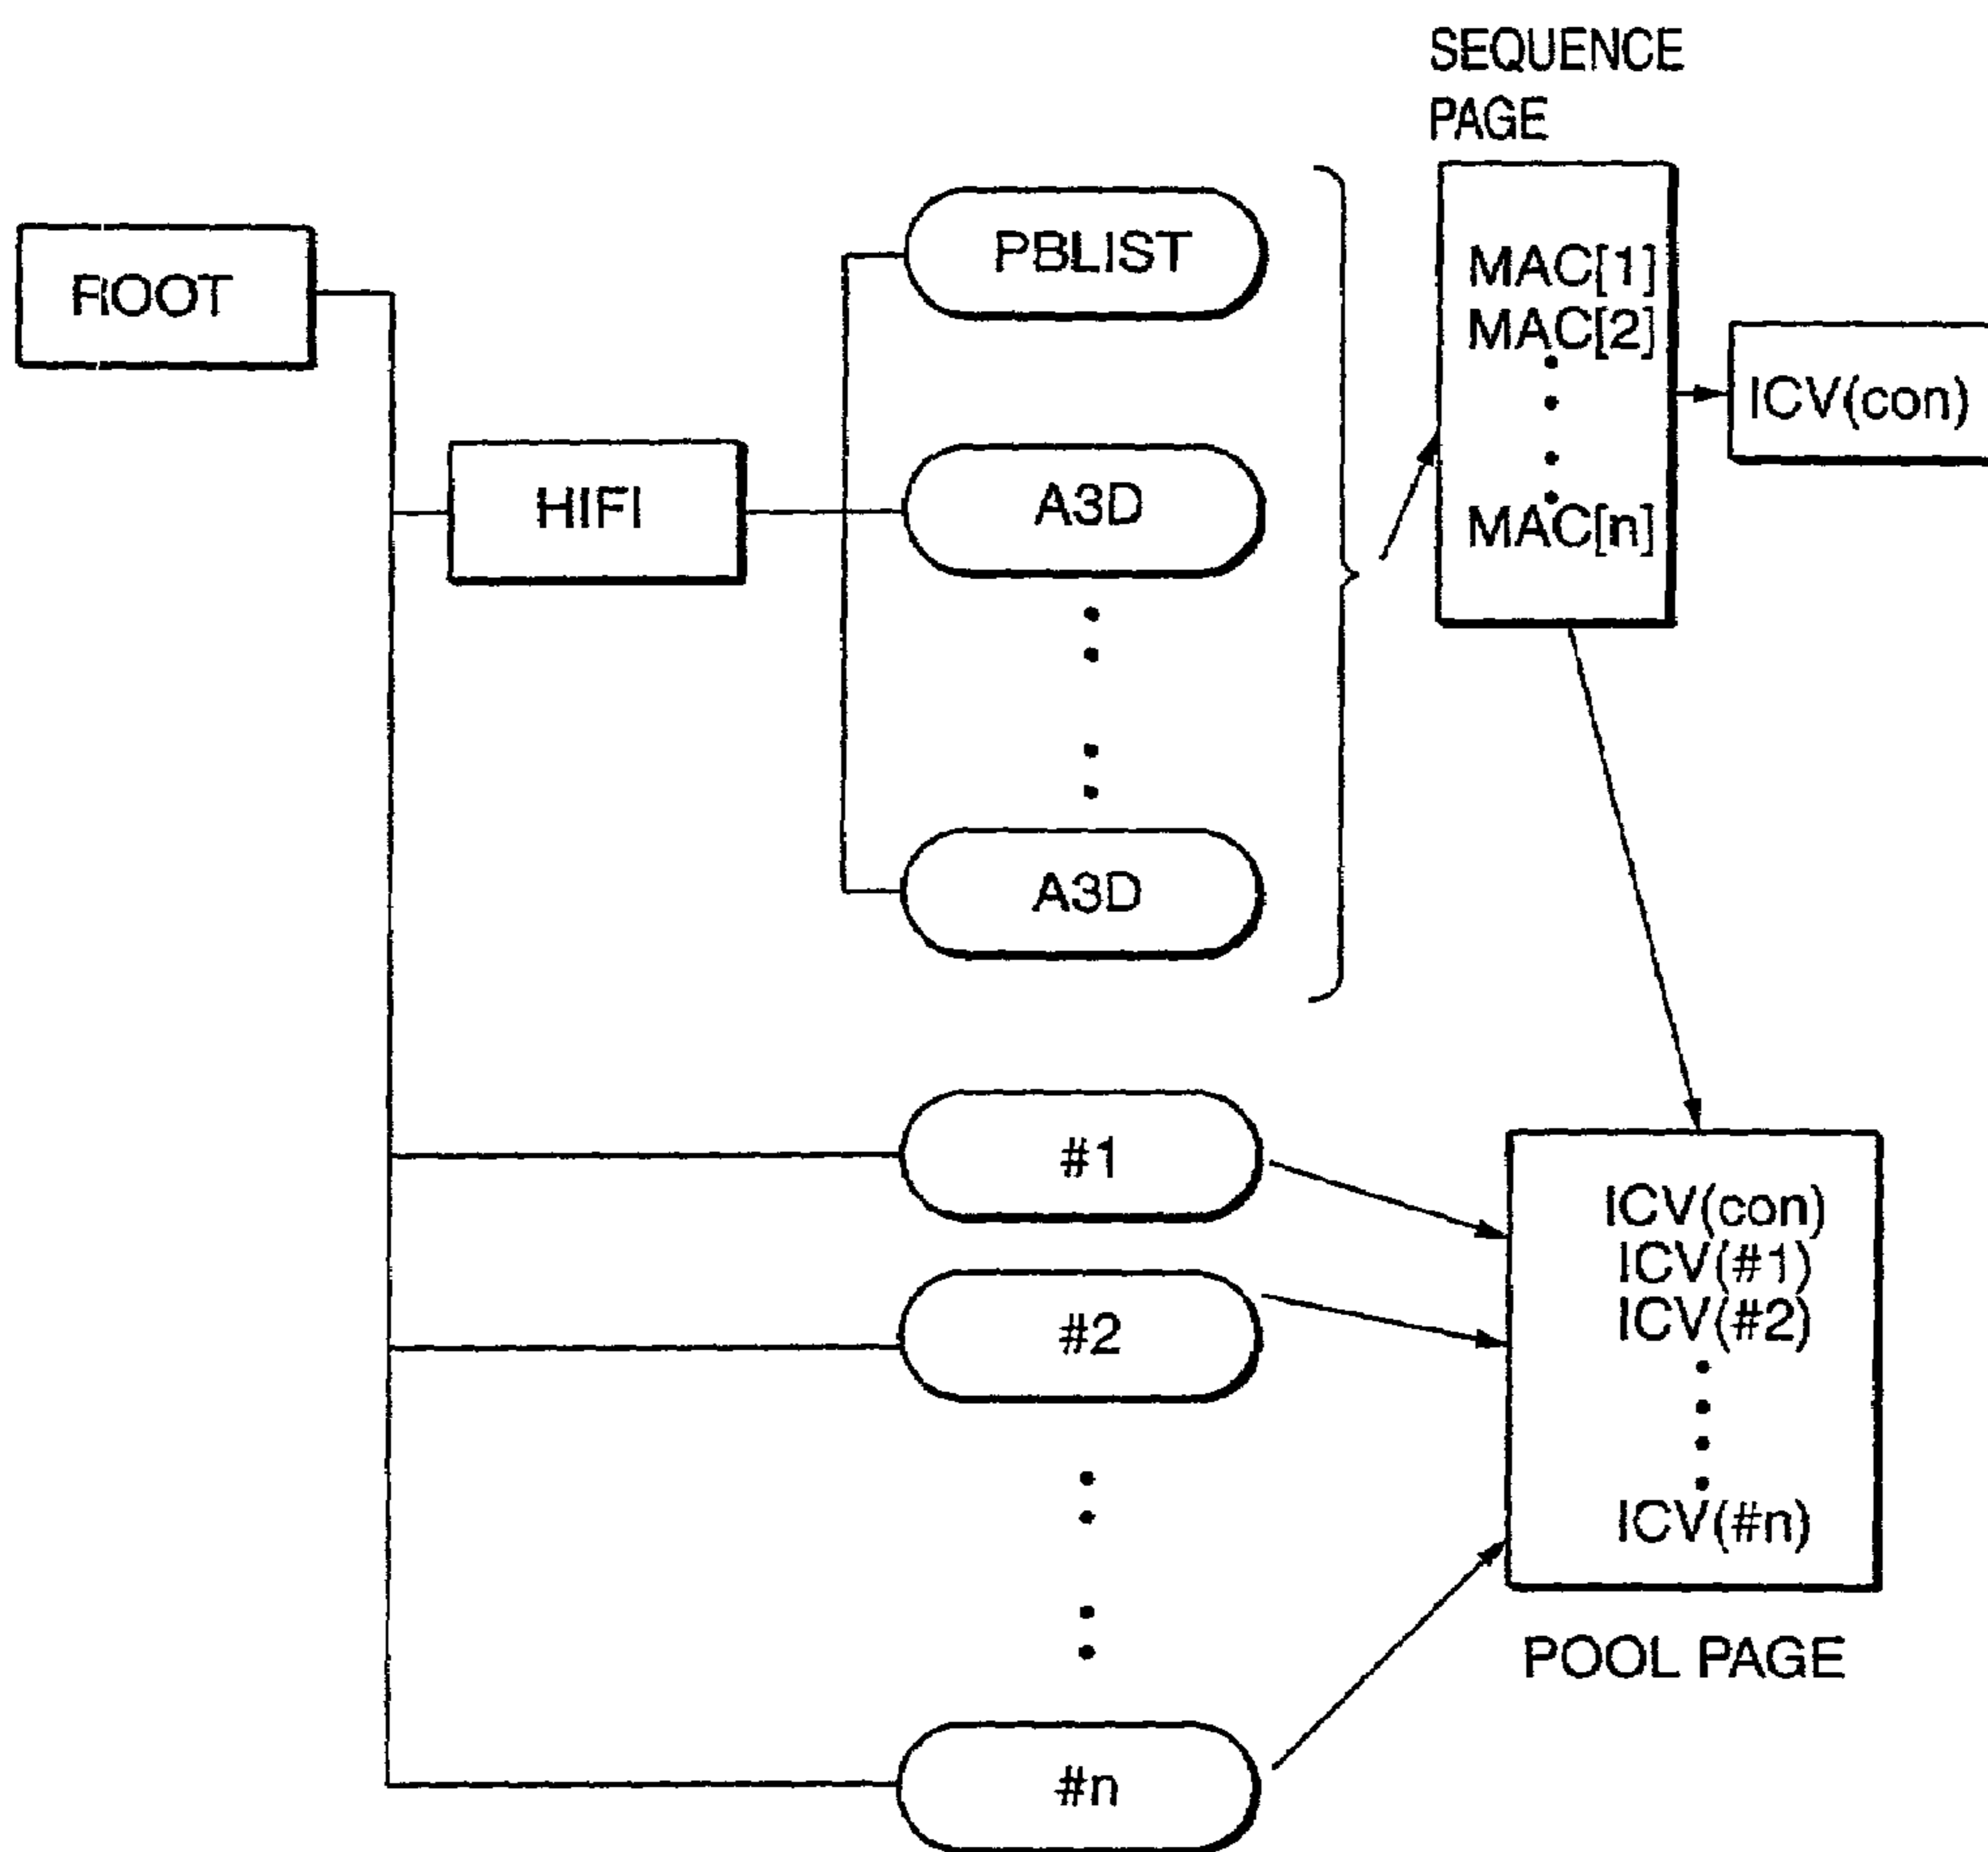 SEQUENCE
PAGE
ROOT
PBLIST
MAC[1]
MAC[2]
MAC[n]
ICV(con)
HIFI
A3D
A3D
#1
#2
#n
ICV(con)
ICV(#1)
ICV(#2)
ICV(#n)
POOL PAGE